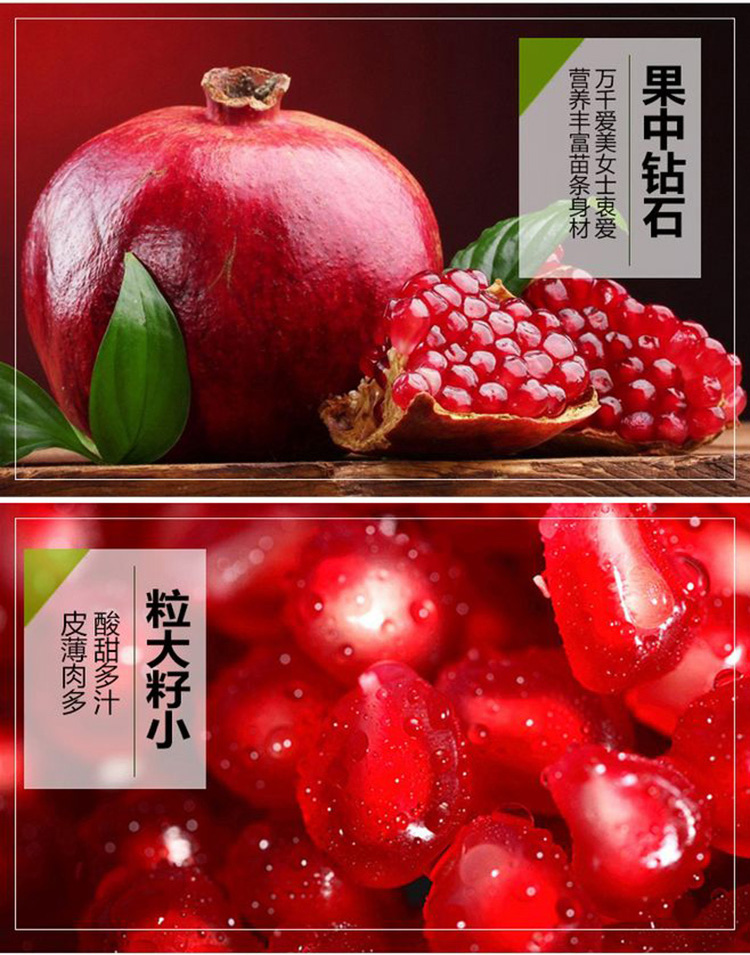 果中钻石
万千爱美女士衷爱
营养丰富苗条身材
粒大籽小
酸甜多汁
皮薄肉多